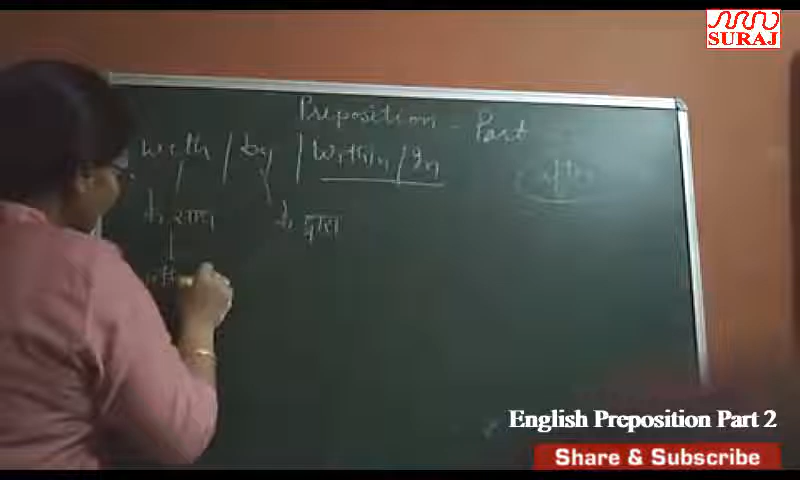 SURAJ
Preposition - Part
with / by / within / In
के साथ के द्वारा
English Preposition Part 2
Share & Subscribe